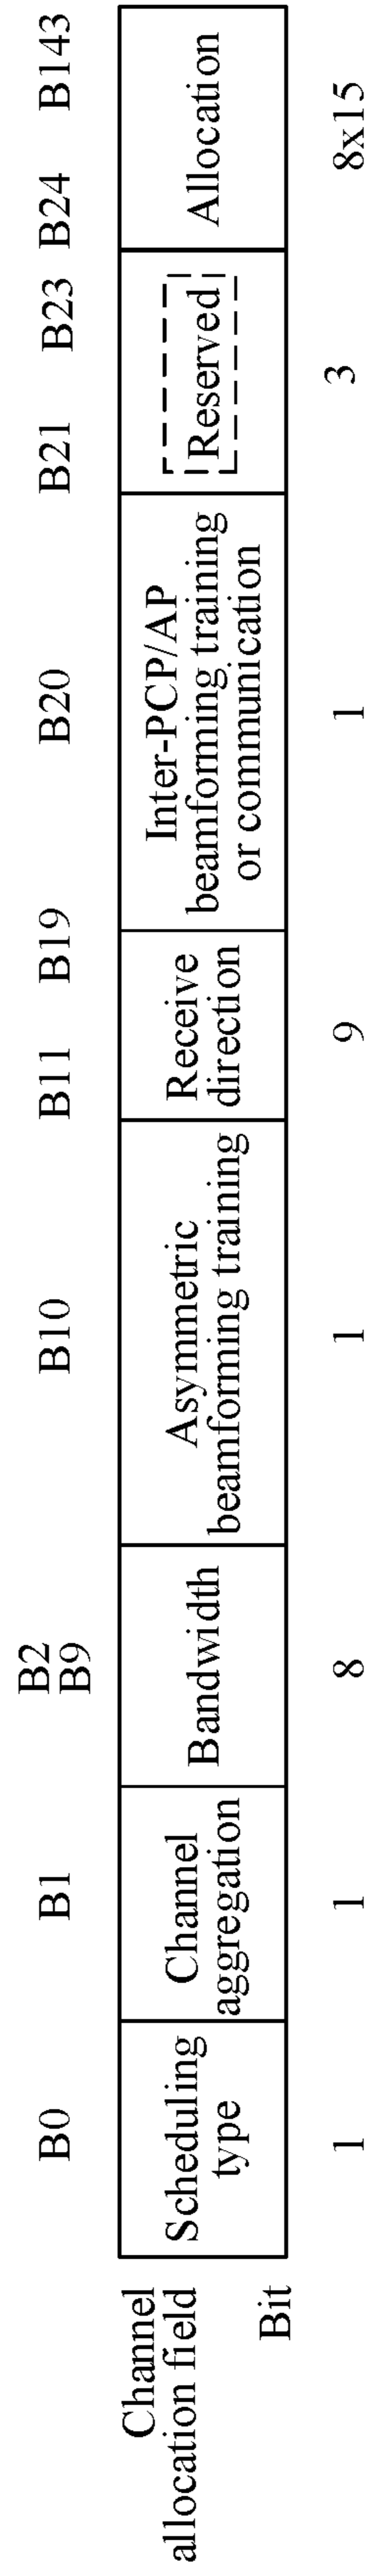 B0
B1
B2
B9
B10
B11
B19
B20
B21
B23
B24
B143
Channel
allocation field
Scheduling
type
Channel
aggregation
Bandwidth
Asymmetric
beamforming training
Receive
direction
Inter-PCP/AP
beamforming training
or communication
Reserved
Allocation
Bit
1
1
8
1
9
1
3
8x15